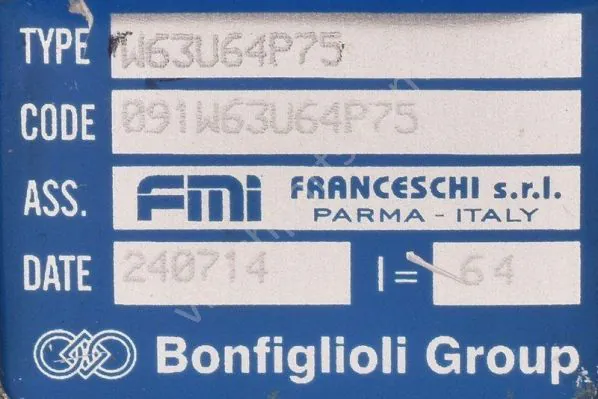 TYPE W63U64P75
CODE 091W63U64P75
ASS. FMI FRANCESCHI s.r.l.
PARMA - ITALY
DATE 240714 I = 64
Bonfiglioli Group